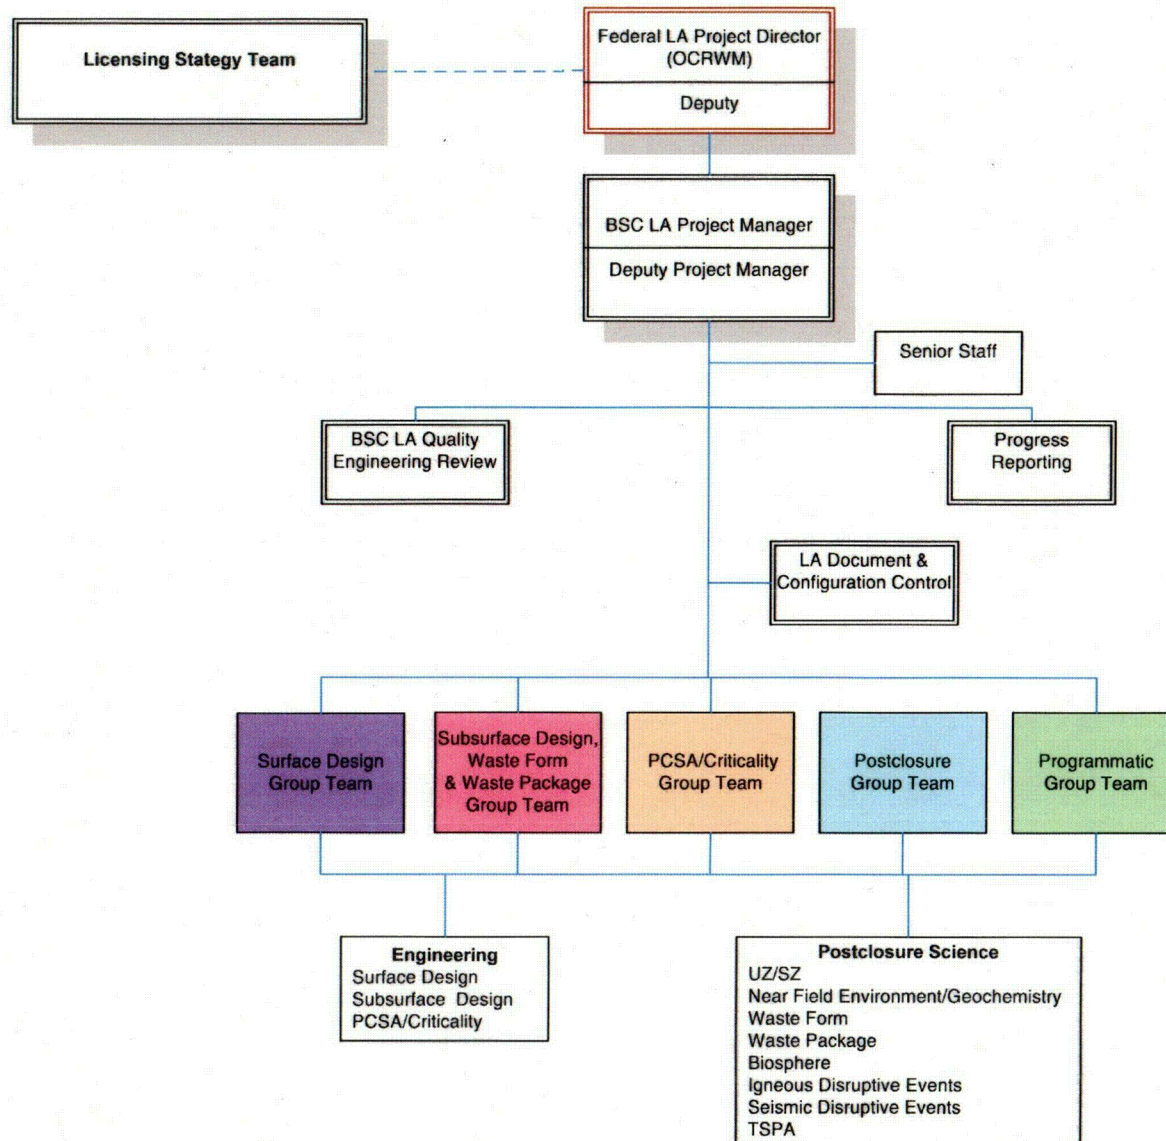 Licensing Stategy Team
Federal LA Project Director
(OCRWM)
Deputy
BSC LA Project Manager
Deputy Project Manager
Senior Staff
BSC LA Quality
Engineering Review
Progress
Reporting
LA Document &
Configuration Control
Surface Design
Group Team
Subsurface Design,
Waste Form
& Waste Package
Group Team
PCSA/Criticality
Group Team
Postclosure
Group Team
Programmatic
Group Team
Engineering
Surface Design
Subsurface Design
PCSA/Criticality
Postclosure Science
UZ/SZ
Near Field Environment/Geochemistry
Waste Form
Waste Package
Biosphere
Igneous Disruptive Events
Seismic Disruptive Events
TSPA